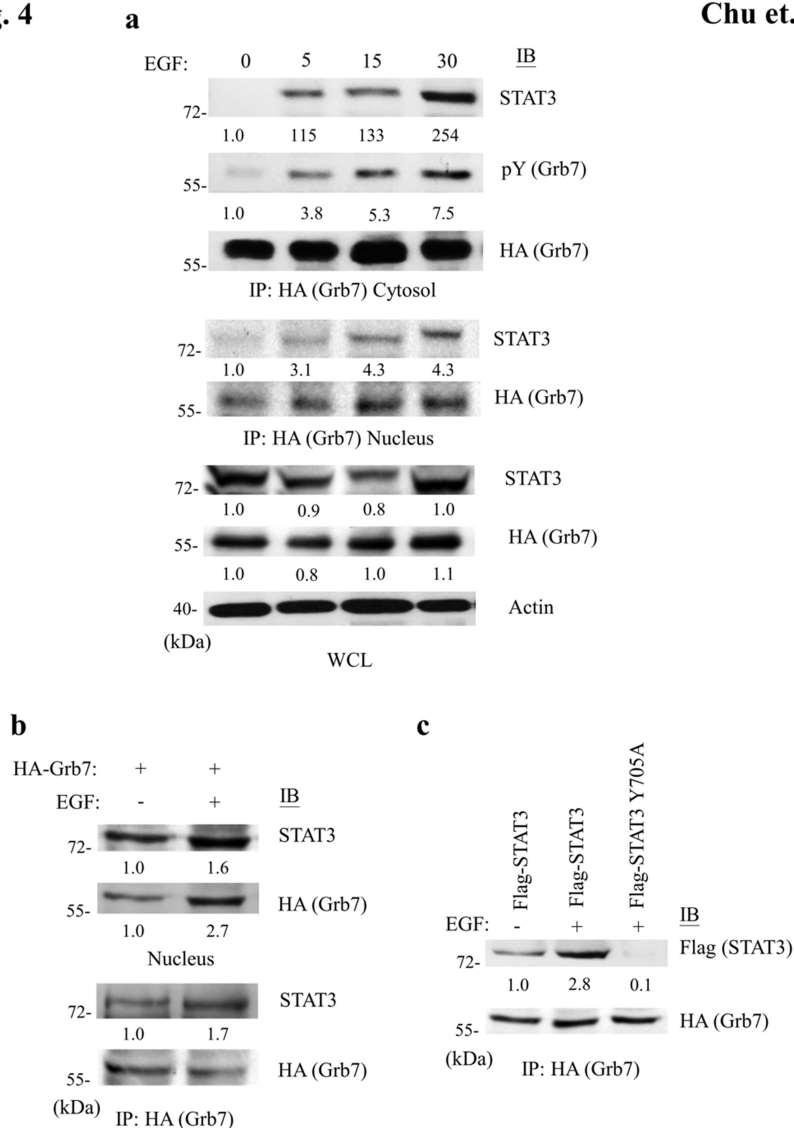 . 4
a
Chu et.
EGF: 0 5 15 30 IB
72- STAT3
1.0 115 133 254
55- pY (Grb7)
1.0 3.8 5.3 7.5
55- HA (Grb7)
IP: HA (Grb7) Cytosol
72- STAT3
1.0 3.1 4.3 4.3
55- HA (Grb7)
IP: HA (Grb7) Nucleus
72- STAT3
1.0 0.9 0.8 1.0
55- HA (Grb7)
1.0 0.8 1.0 1.1
40- Actin
(kDa)
WCL
b
HA-Grb7: + +
EGF: - + IB
72- STAT3
1.0 1.6
55- HA (Grb7)
1.0 2.7
Nucleus
72- STAT3
1.0 1.7
55- HA (Grb7)
(kDa)
IP: HA (Grb7)
c
Flag-STAT3
Flag-STAT3
Flag-STAT3 Y705A
EGF: - + + IB
72- Flag (STAT3)
1.0 2.8 0.1
55- HA (Grb7)
(kDa)
IP: HA (Grb7)